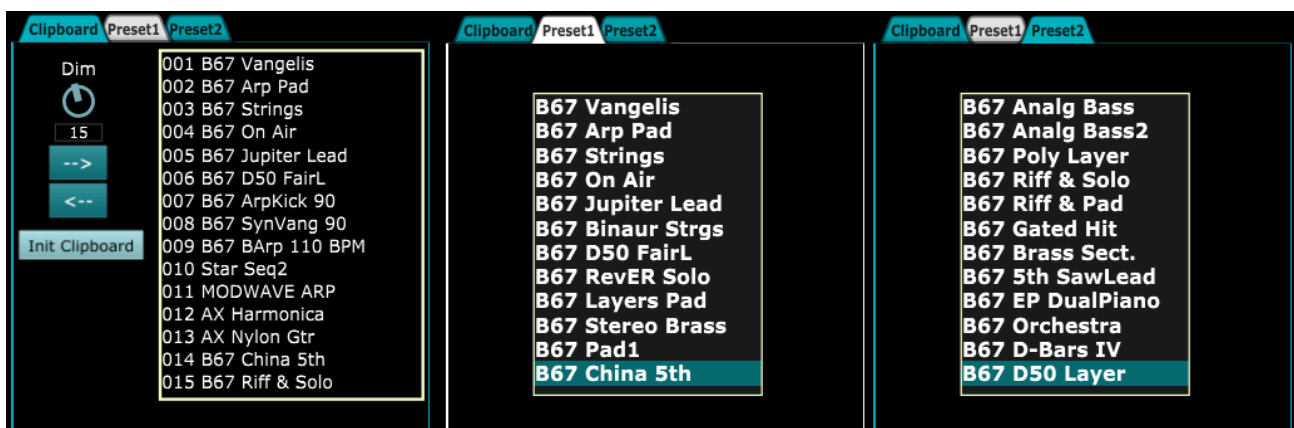 Clipboard Preset1 Preset2
Dim
15
-->
<--
Init Clipboard
001 B67 Vangelis
002 B67 Arp Pad
003 B67 Strings
004 B67 On Air
005 B67 Jupiter Lead
006 B67 D50 FairL
007 B67 ArpKick 90
008 B67 SynVang 90
009 B67 BArp 110 BPM
010 Star Seq2
011 MODWAVE ARP
012 AX Harmonica
013 AX Nylon Gtr
014 B67 China 5th
015 B67 Riff & Solo
Clipboard Preset1 Preset2
B67 Vangelis
B67 Arp Pad
B67 Strings
B67 On Air
B67 Jupiter Lead
B67 Binaur Strgs
B67 D50 FairL
B67 RevER Solo
B67 Layers Pad
B67 Stereo Brass
B67 Pad1
B67 China 5th
Clipboard Preset1 Preset2
B67 Analg Bass
B67 Analg Bass2
B67 Poly Layer
B67 Riff & Solo
B67 Riff & Pad
B67 Gated Hit
B67 Brass Sect.
B67 5th SawLead
B67 EP DualPiano
B67 Orchestra
B67 D-Bars IV
B67 D50 Layer